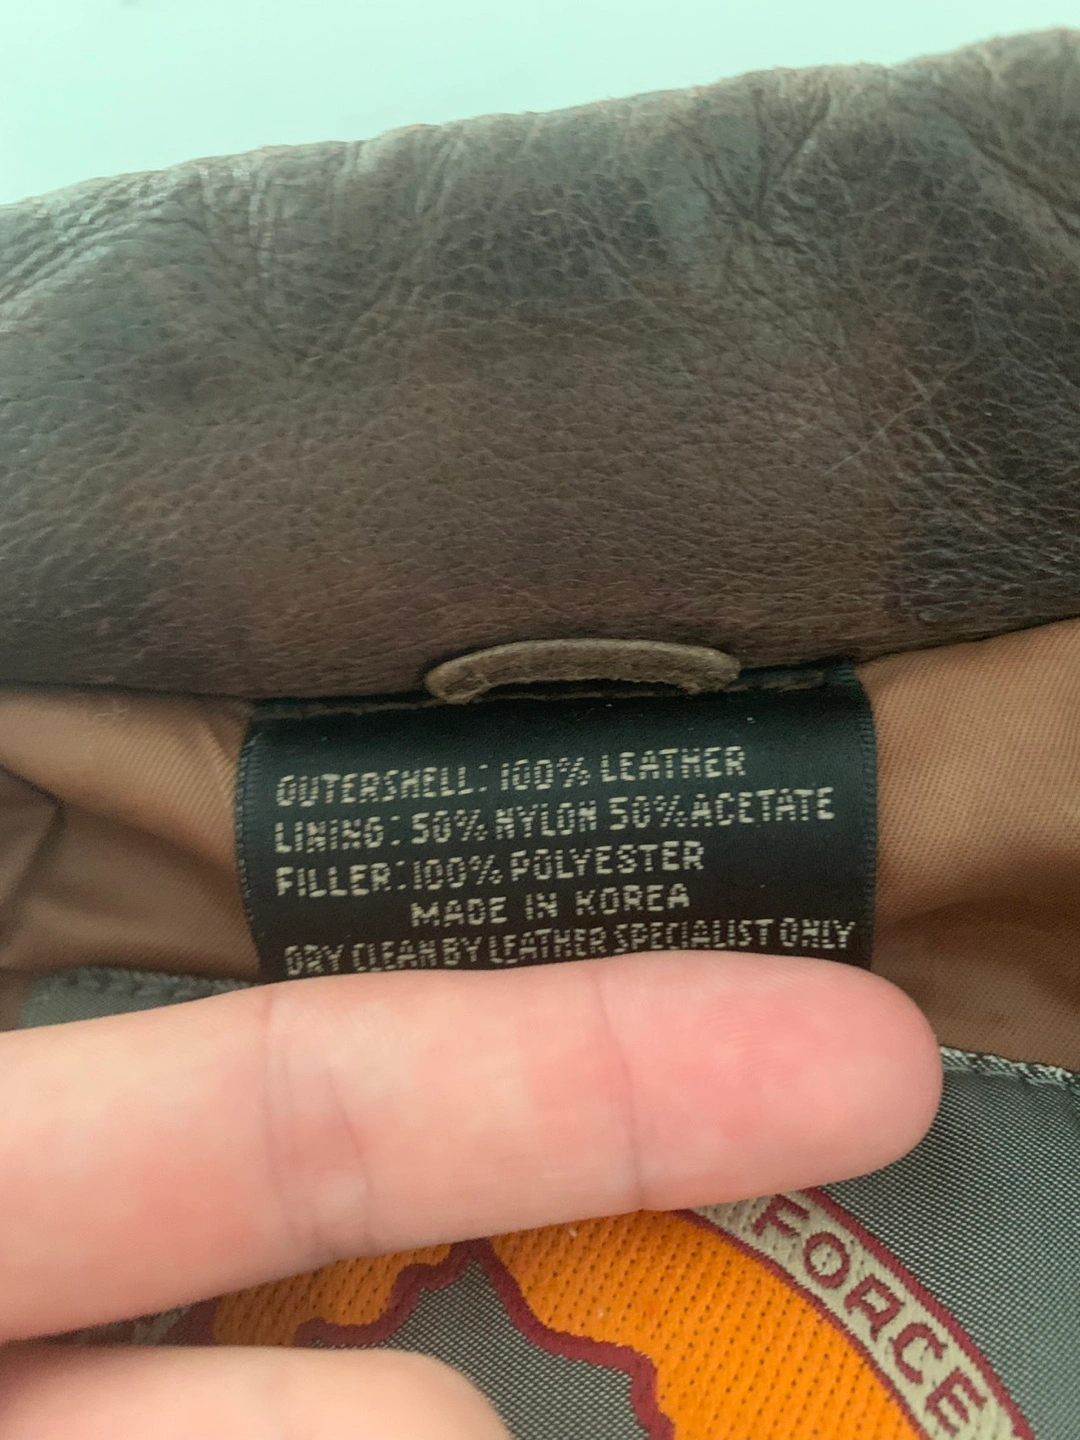 OUTERSHELL: 100% LEATHER
LINING: 50% NYLON 50% ACETATE
FILLER: 100% POLYESTER
MADE IN KOREA
DRY CLEAN BY LEATHER SPECIALIST ONLY
FORCE